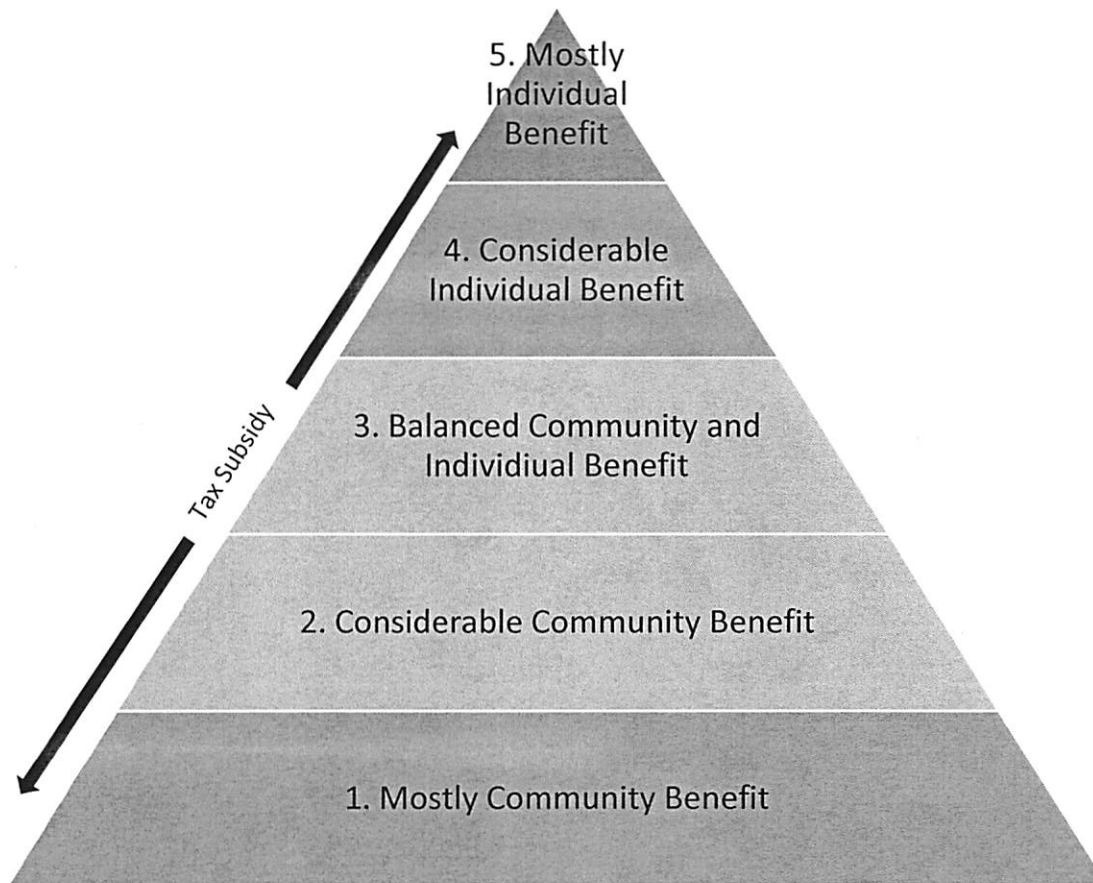 5. Mostly
Individual
Benefit
4. Considerable
Individual Benefit
Tax Subsidy
3. Balanced Community and
Individiual Benefit
2. Considerable Community Benefit
1. Mostly Community Benefit